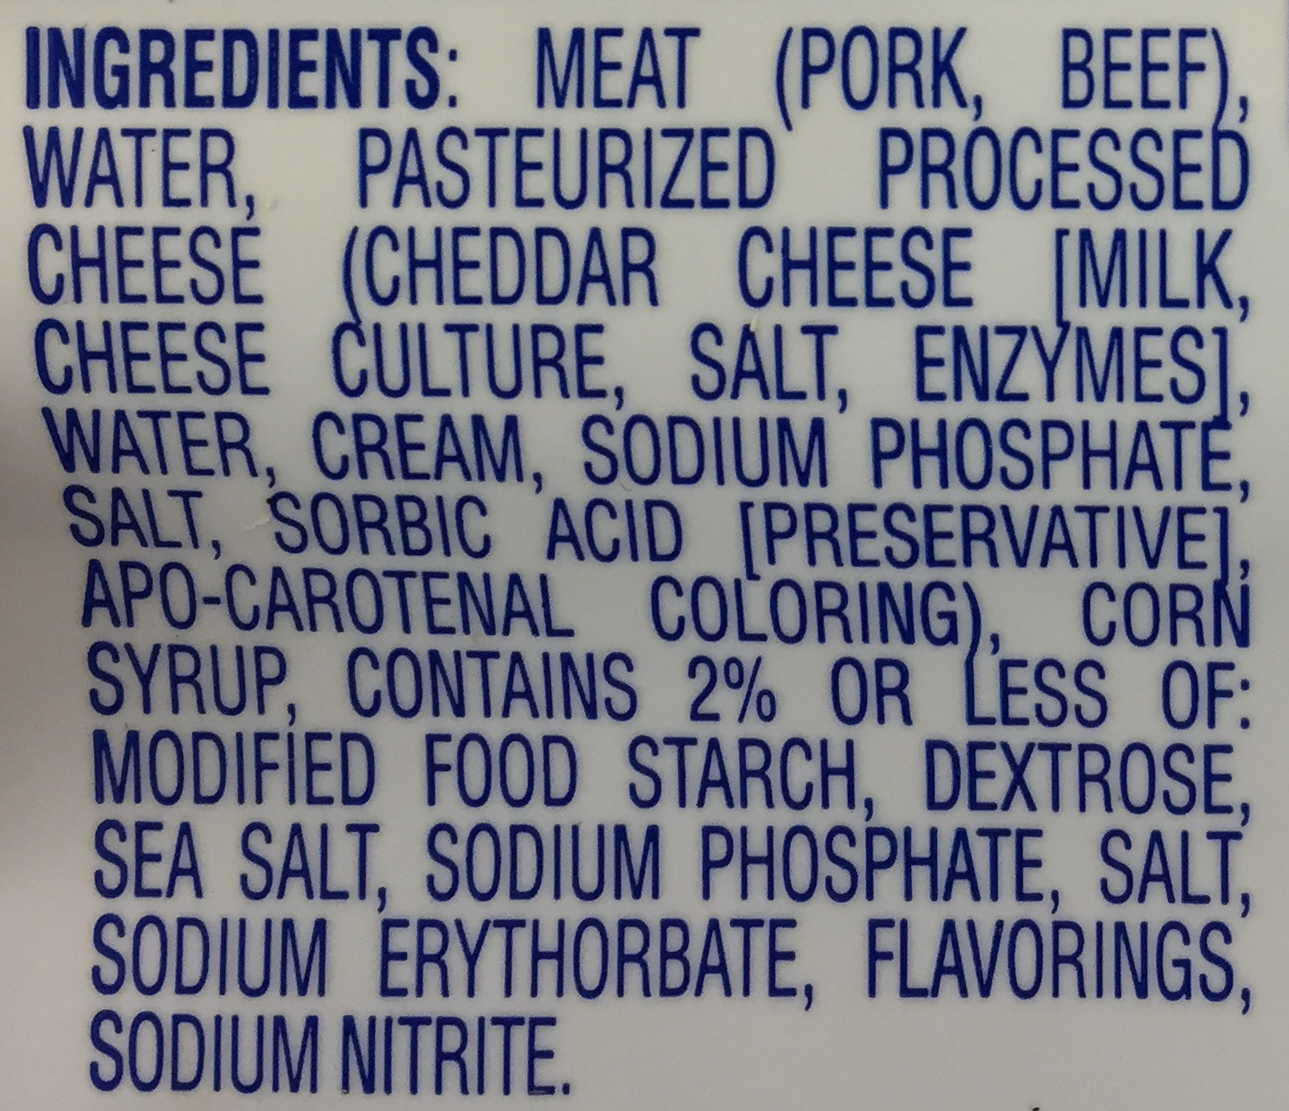 INGREDIENTS: MEAT (PORK, BEEF),
WATER, PASTEURIZED PROCESSED
CHEESE (CHEDDAR CHEESE [MILK,
CHEESE CULTURE, SALT, ENZYMES],
WATER, CREAM, SODIUM PHOSPHATE,
SALT, SORBIC ACID [PRESERVATIVE],
APO-CAROTENAL COLORING), CORN
SYRUP, CONTAINS 2% OR LESS OF:
MODIFIED FOOD STARCH, DEXTROSE,
SEA SALT, SODIUM PHOSPHATE, SALT,
SODIUM ERYTHORBATE, FLAVORINGS,
SODIUM NITRITE.